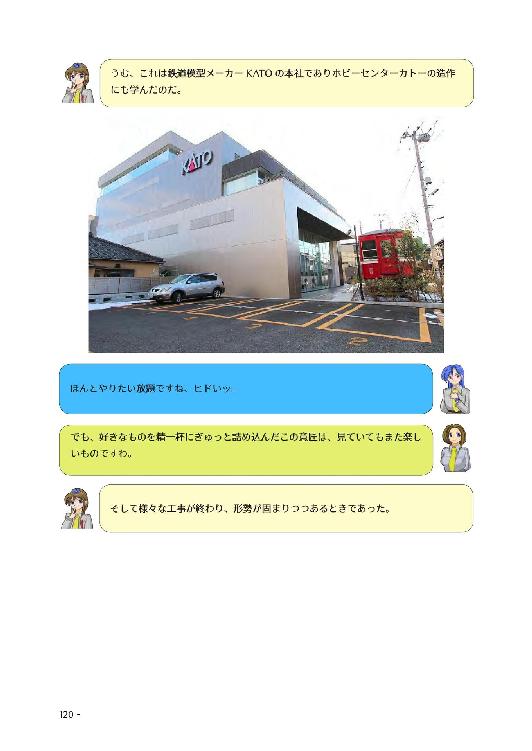 うむ、これは鉄道模型メーカー KATO の本社でありホビーセンターカトーの造作
にも学んだのだ。
KATO
ほんとやりたい放題ですね、ヒドいッ
でも、好きなものを精一杯にぎゅっと詰め込んだこの意匠は、見ていてもまた楽し
いものですわ。
そして様々な工事が終わり、形勢が固まりつつあるときであった。
120 -